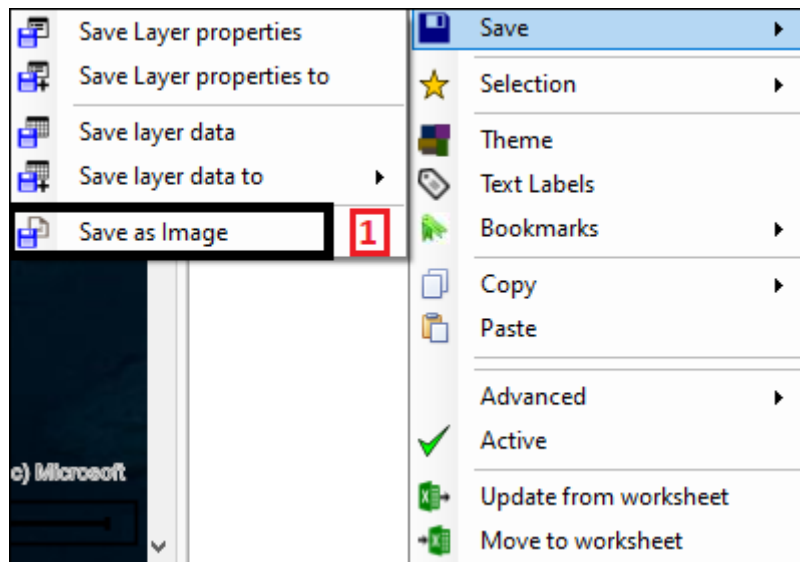 Save Layer properties
Save Layer properties to
Save layer data
Save layer data to
Save as Image
1
c) Microsoft
Save
Selection
Theme
Text Labels
Bookmarks
Copy
Paste
Advanced
Active
Update from worksheet
Move to worksheet